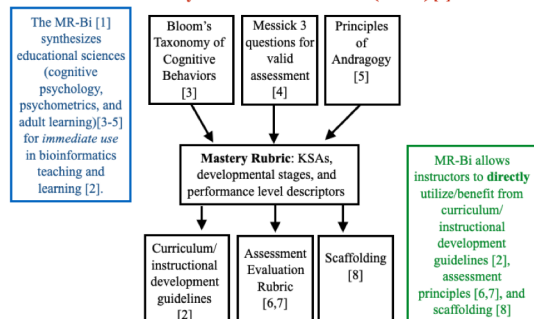 The MR-Bi [1]
synthesizes
educational sciences
(cognitive
psychology,
psychometrics, and
adult learning)[3-5]
for immediate use
in bioinformatics
teaching and
learning [2].
Bloom’s
Taxonomy of
Cognitive
Behaviors
[3]
Messick 3
questions for
valid
assessment
[4]
Principles
of
Andragogy
[5]
Mastery Rubric: KSAs,
developmental stages, and
performance level descriptors
Curriculum/
instructional
development
guidelines
[2]
Assessment
Evaluation
Rubric
[6,7]
Scaffolding
[8]
MR-Bi allows
instructors to directly
utilize/benefit from
curriculum/
instructional
development
guidelines [2],
assessment
principles [6,7], and
scaffolding [8]